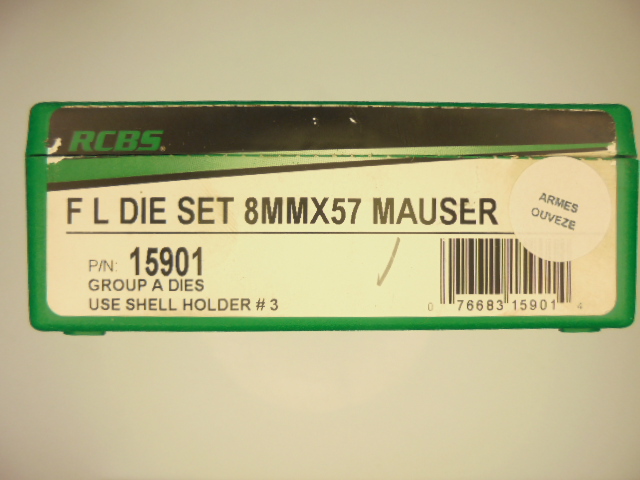 RCBS.
F L DIE SET 8MMX57 MAUSER
ARMES
OUVEZE
P/N: 15901
GROUP A DIES
USE SHELL HOLDER # 3
0 76683 15901 4